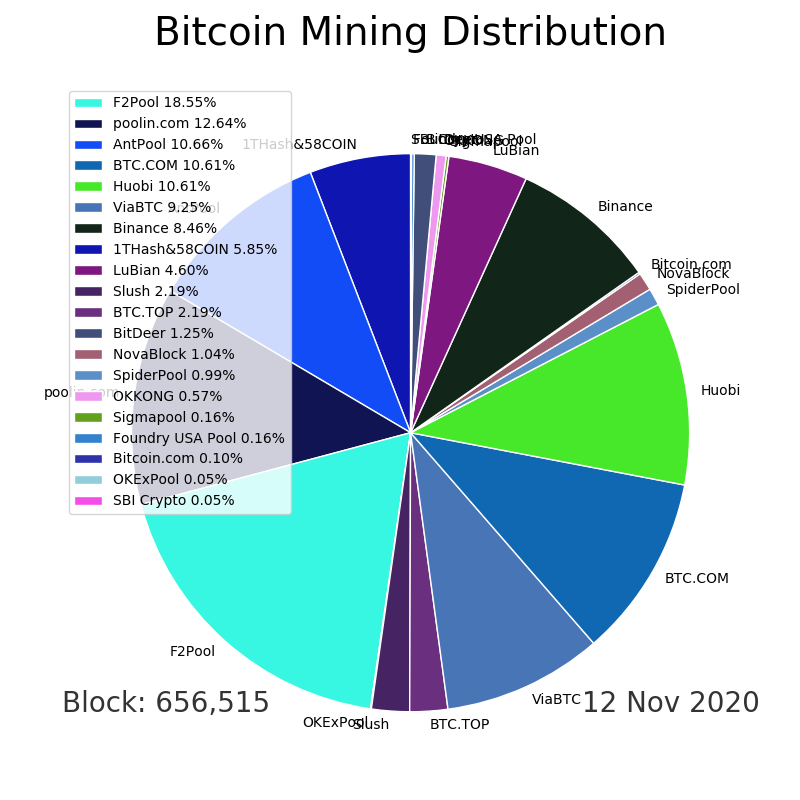 Bitcoin Mining Distribution
F2Pool 18.55%
poolin.com 12.64%
AntPool 10.66%
BTC.COM 10.61%
Huobi 10.61%
ViaBTC 9.25%
Binance 8.46%
1THash&58COIN 5.85%
LuBian 4.60%
Slush 2.19%
BTC.TOP 2.19%
BitDeer 1.25%
NovaBlock 1.04%
SpiderPool 0.99%
OKKONG 0.57%
Sigmapool 0.16%
Foundry USA Pool 0.16%
Bitcoin.com 0.10%
OKExPool 0.05%
SBI Crypto 0.05%
1THash&58COIN
LuBian
Binance
Bitcoin.com
NovaBlock
SpiderPool
Huobi
poolin.com
BTC.COM
F2Pool
ViaBTC
OKExPool
Slush
BTC.TOP
Block: 656,515
12 Nov 2020